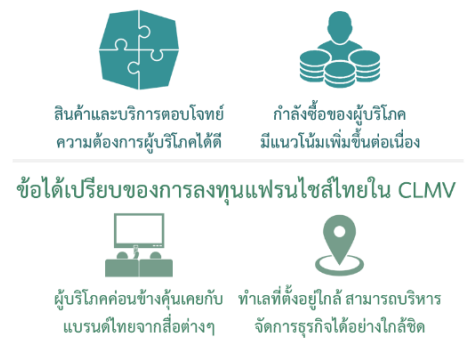 สินค้าและบริการตอบโจทย์
ความต้องการผู้บริโภคได้ดี
กำลังซื้อของผู้บริโภค
มีแนวโน้มเพิ่มขึ้นต่อเนื่อง
ข้อได้เปรียบของการลงทุนแฟรนไชส์ไทยใน CLMV
ผู้บริโภคค่อนข้างคุ้นเคยกับ
แบรนด์ไทยจากสื่อต่างๆ
ทำเลที่ตั้งอยู่ใกล้ สามารถบริหาร
จัดการธุรกิจได้อย่างใกล้ชิด